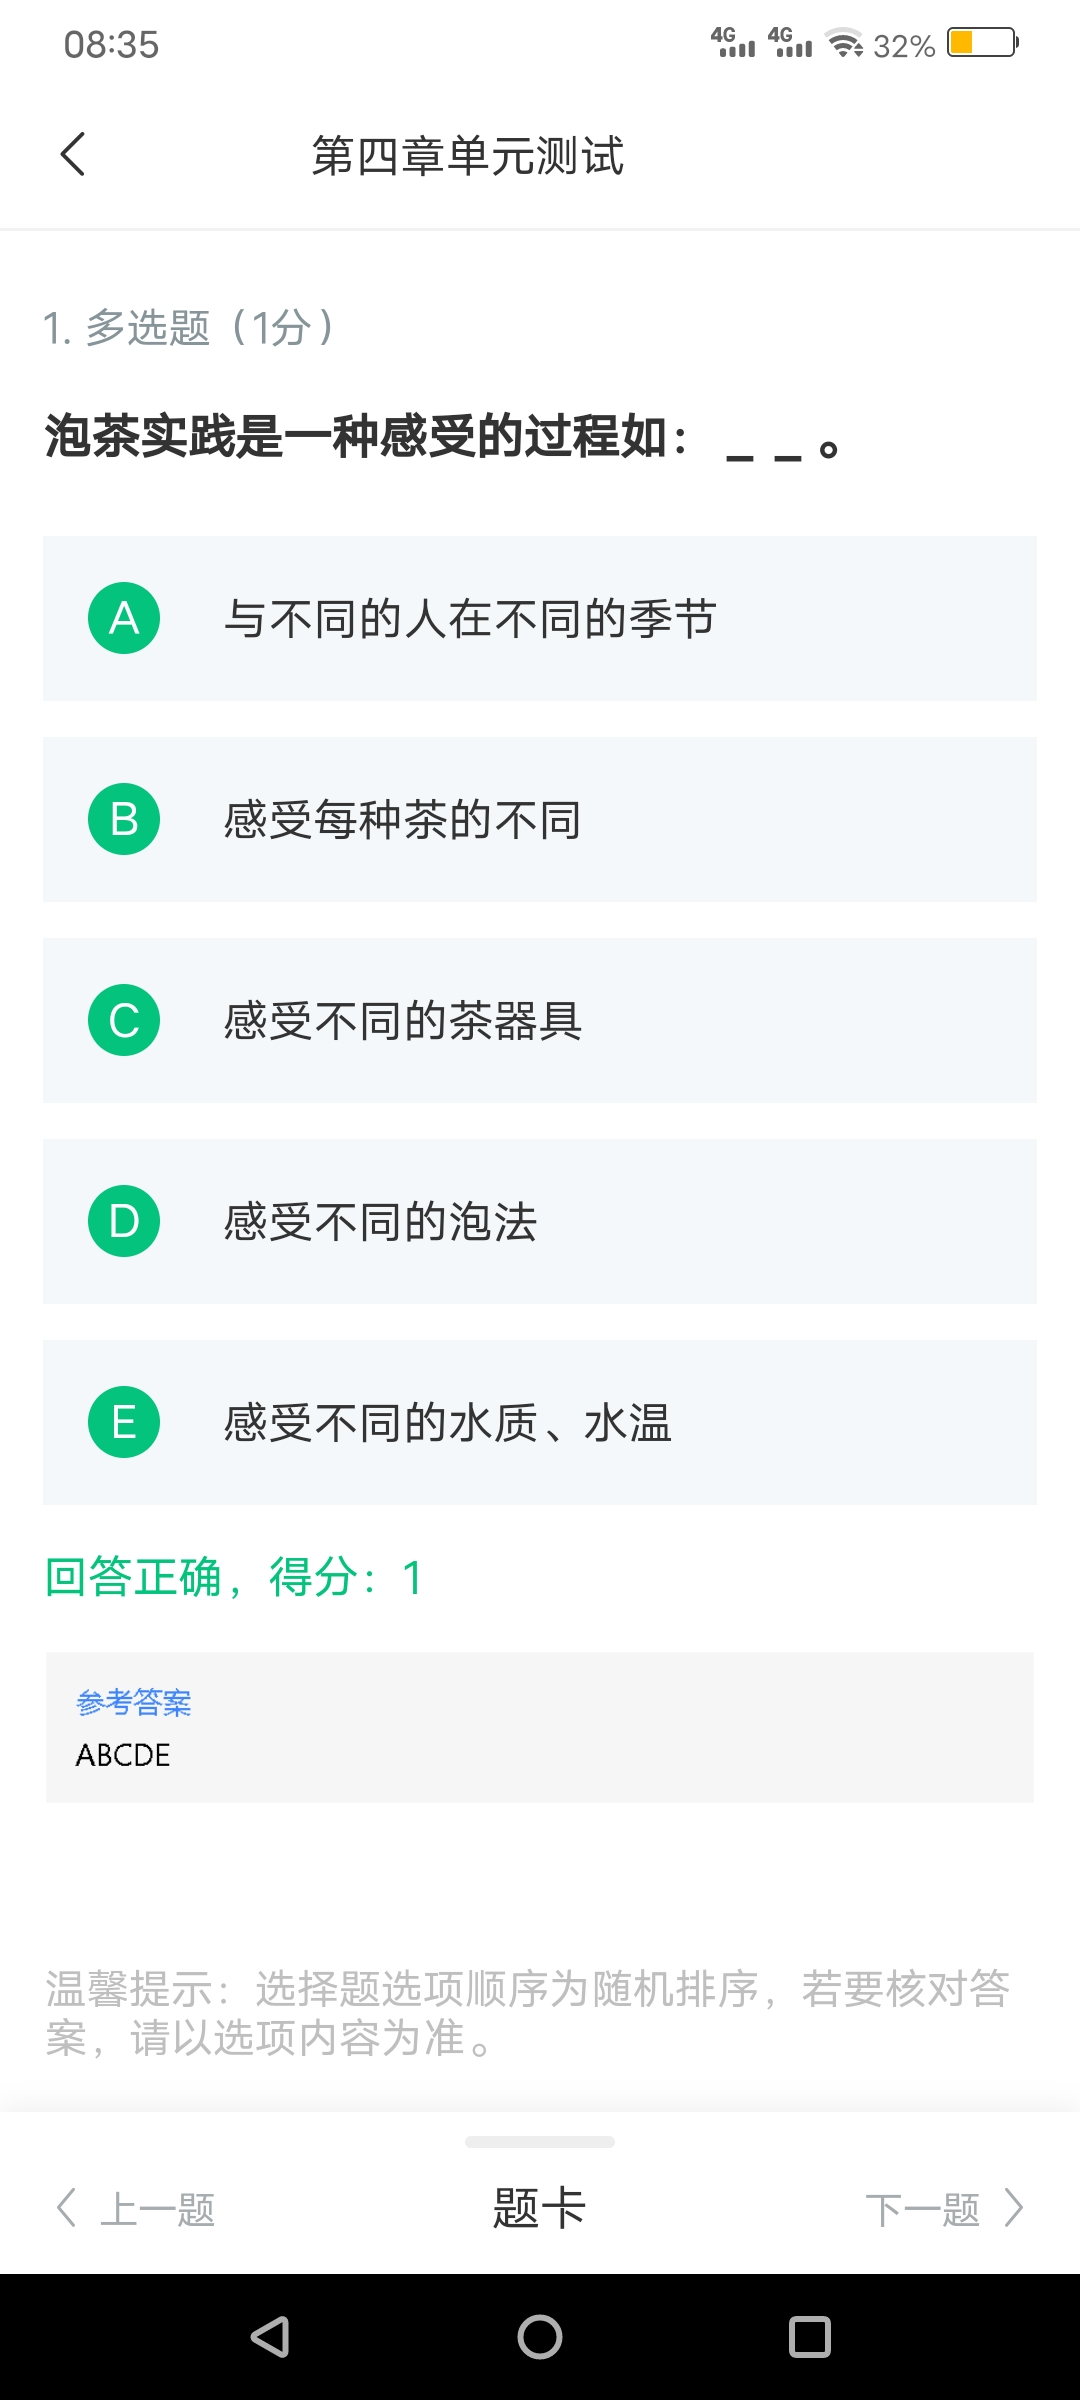 08:35 4G 4G 32%
第四章单元测试
1. 多选题（1分）
泡茶实践是一种感受的过程如： _ _ 。
A 与不同的人在不同的季节
B 感受每种茶的不同
C 感受不同的茶器具
D 感受不同的泡法
E 感受不同的水质、水温
回答正确，得分：1
参考答案
ABCDE
温馨提示：选择题选项顺序为随机排序，若要核对答
案，请以选项内容为准。
上一题 题卡 下一题